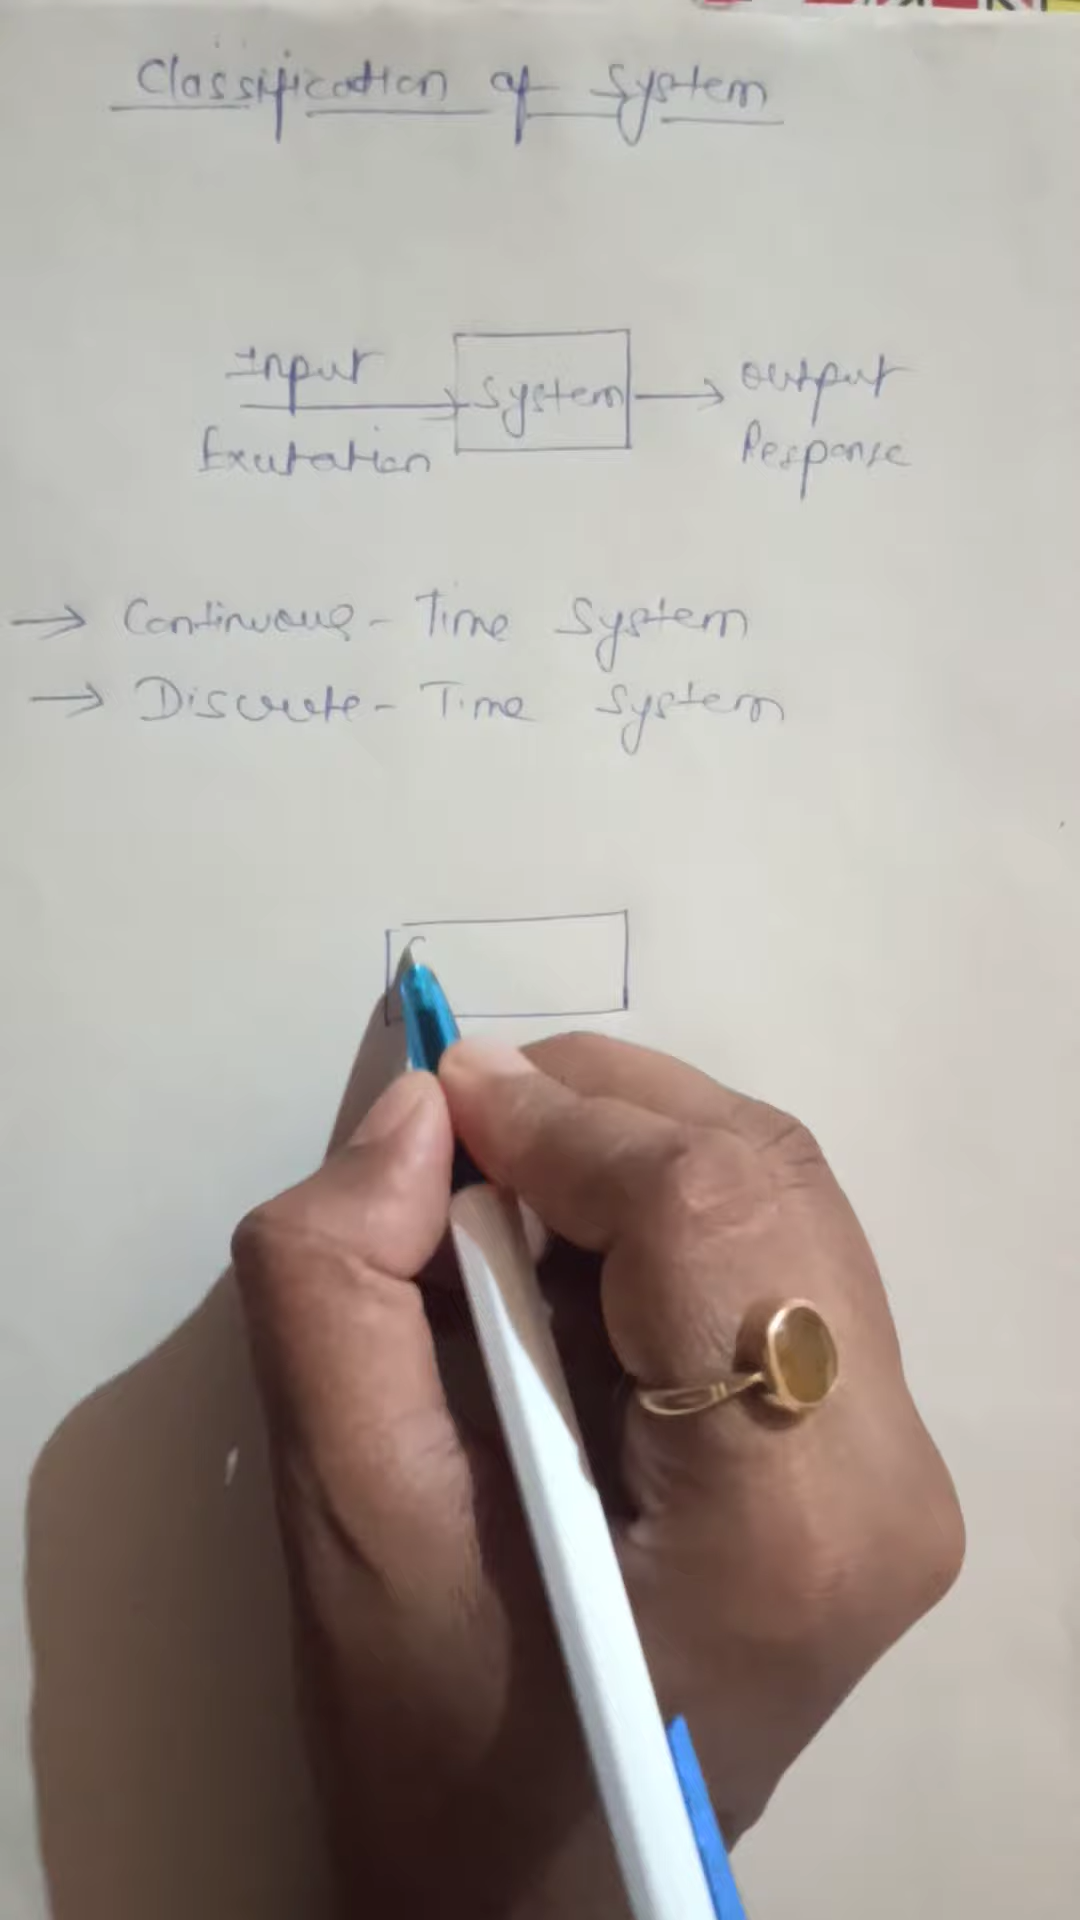 Classification of System
Input
System
Output
Excitation
Response
→ Continuous - Time System
→ Discrete - Time System